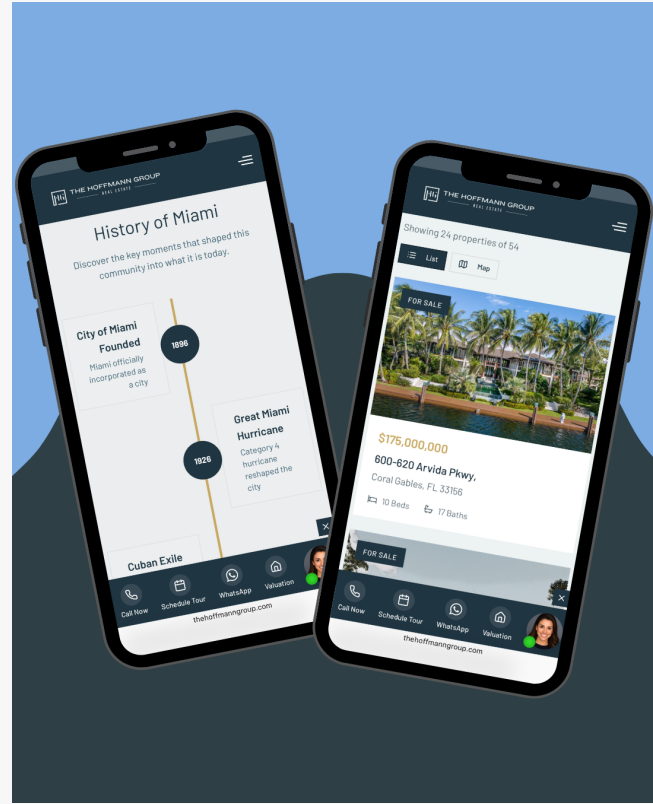 THE HOFFMANN GROUP
REAL ESTATE
History of Miami
Discover the key moments that shaped this
community into what it is today.
City of Miami
Founded
Miami officially
incorporated as
a city
1896
1926
Great Miami
Hurricane
Category 4
hurricane
reshaped the
city
Cuban Exile
Call Now
Schedule Tour
WhatsApp
Valuation
thehoffmanngroup.com
THE HOFFMANN GROUP
REAL ESTATE
Showing 24 properties of 54
List
Map
FOR SALE
$175,000,000
600-620 Arvida Pkwy,
Coral Gables, FL 33156
10 Beds
17 Baths
FOR SALE
Call Now
Schedule Tour
WhatsApp
Valuation
thehoffmanngroup.com